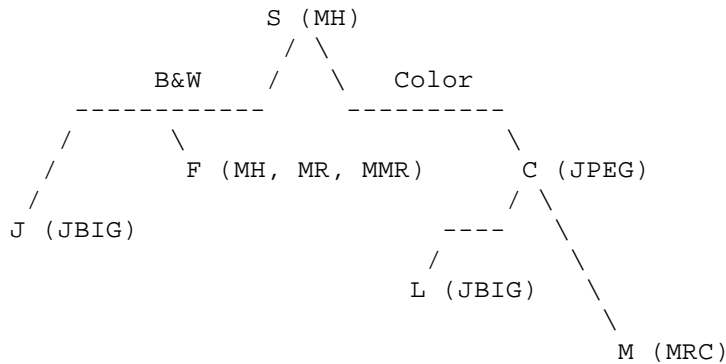 S (MH)
B&W Color
F (MH, MR, MMR) C (JPEG)
J (JBIG)
L (JBIG)
M (MRC)